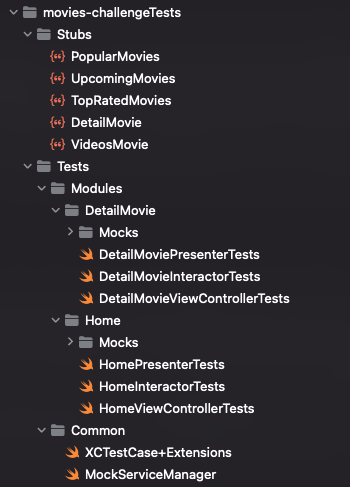 movies-challengeTests
Stubs
PopularMovies
UpcomingMovies
TopRatedMovies
DetailMovie
VideosMovie
Tests
Modules
DetailMovie
Mocks
DetailMoviePresenterTests
DetailMovieInteractorTests
DetailMovieViewControllerTests
Home
Mocks
HomePresenterTests
HomeInteractorTests
HomeViewControllerTests
Common
XCTestCase+Extensions
MockServiceManager